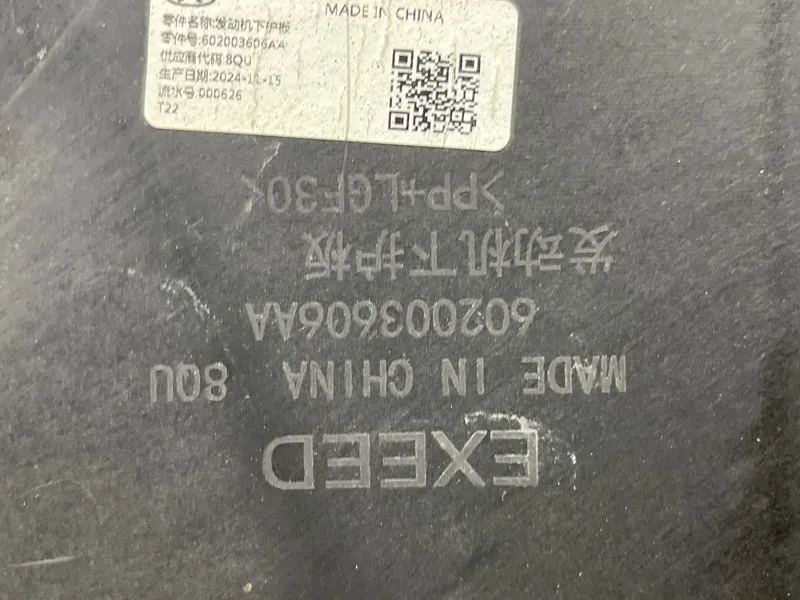 MADE IN CHINA
零件名称:发动机下护板
零件号:602003606AA
供应商代码:8QU
生产日期:2024-11-15
流水号:000626
T22
EXEED
MADE IN CHINA 8QU
602003606AA
发动机下护板
>PP+LGF30<